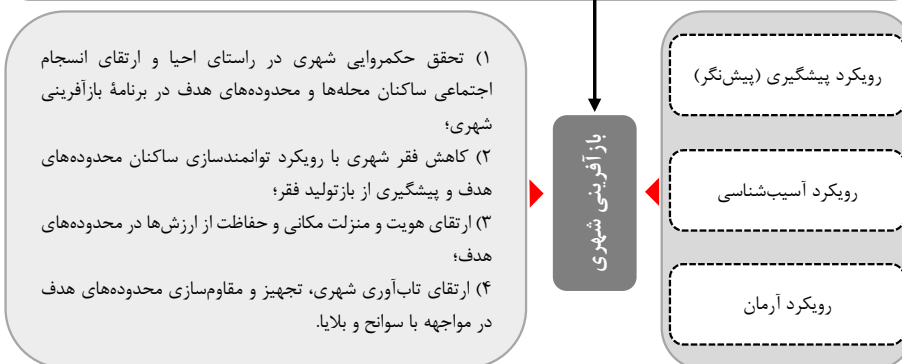 رویکرد پیشگیری (پیش‌نگر)
رویکرد آسیب‌شناسی
رویکرد آرمان
بازآفرینی شهری
۱) تحقق حکمروایی شهری در راستای احیا و ارتقای انسجام
اجتماعی ساکنان محله‌ها و محدوده‌های هدف در برنامۀ بازآفرینی
شهری؛
۲) کاهش فقر شهری با رویکرد توانمندسازی ساکنان محدوده‌های
هدف و پیشگیری از بازتولید فقر؛
۳) ارتقای هویت و منزلت مکانی و حفاظت از ارزش‌ها در محدوده‌های
هدف؛
۴) ارتقای تاب‌آوری شهری، تجهیز و مقاوم‌سازی محدوده‌های هدف
در مواجهه با سوانح و بلایا.